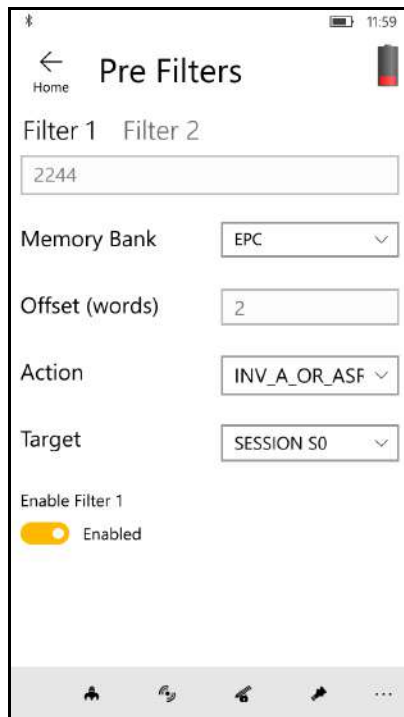 11:59
Pre Filters
Home
Filter 1 Filter 2
2244
Memory Bank EPC
Offset (words) 2
Action INV_A_OR_ASF
Target SESSION S0
Enable Filter 1
Enabled